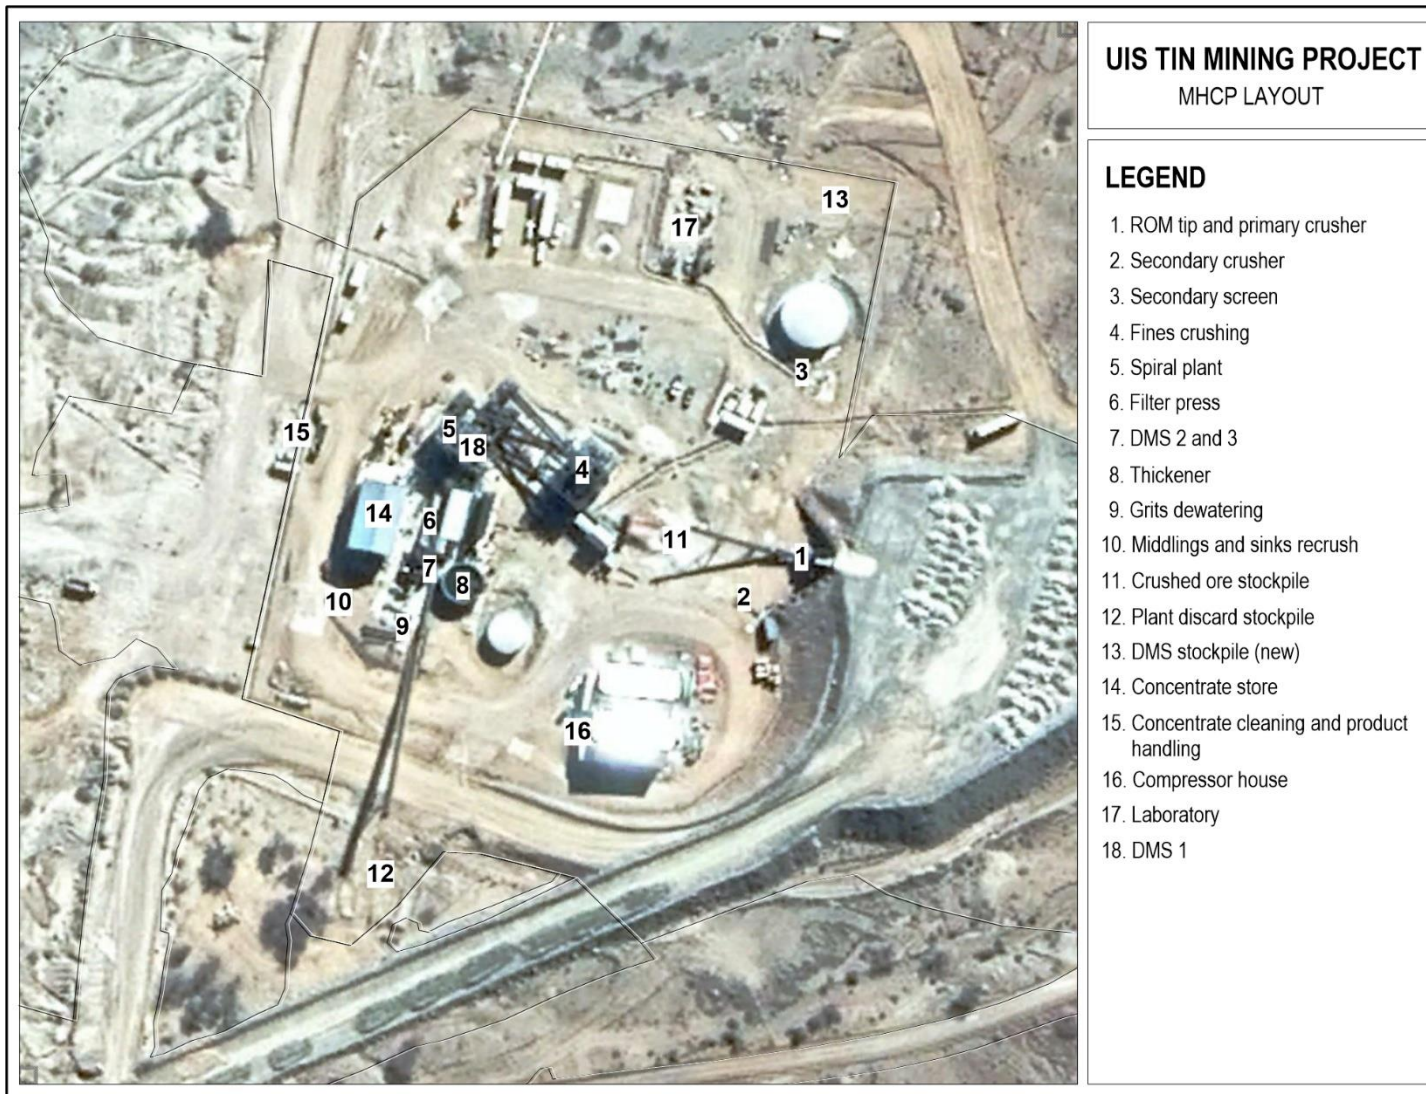 UIS TIN MINING PROJECT
MHCP LAYOUT
LEGEND
1. ROM tip and primary crusher
2. Secondary crusher
3. Secondary screen
4. Fines crushing
5. Spiral plant
6. Filter press
7. DMS 2 and 3
8. Thickener
9. Grits dewatering
10. Middlings and sinks recrush
11. Crushed ore stockpile
12. Plant discard stockpile
13. DMS stockpile (new)
14. Concentrate store
15. Concentrate cleaning and product
handling
16. Compressor house
17. Laboratory
18. DMS 1
13
17
3
5
15
18
4
14
6
11
1
7
8
2
10
9
16
12